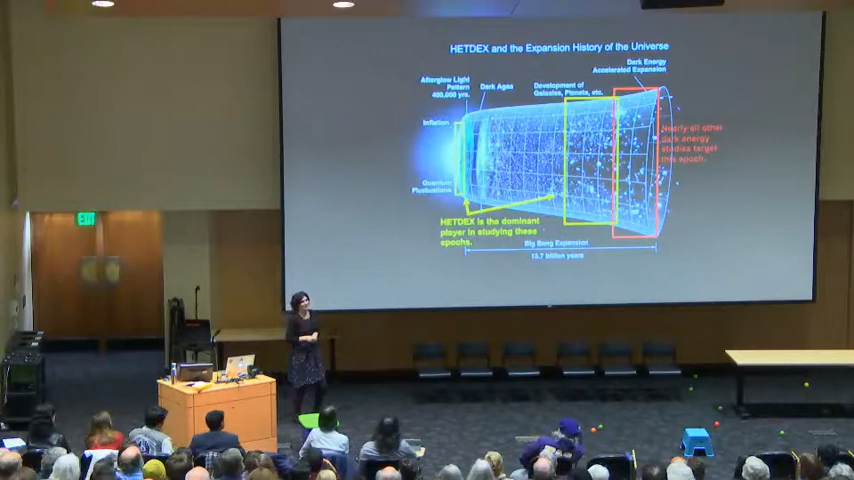 HETDEX and the Expansion History of the Universe
Dark Energy
Accelerated Expansion
Afterglow Light
Pattern
400,000 yrs.
Dark Ages
Development of
Galaxies, Planets, etc.
Inflation
Nearly all other
dark energy
studies target
this epoch.
Quantum
Fluctuations
HETDEX is the dominant
player in studying these
epochs.
Big Bang Expansion
13.7 billion years
EXIT